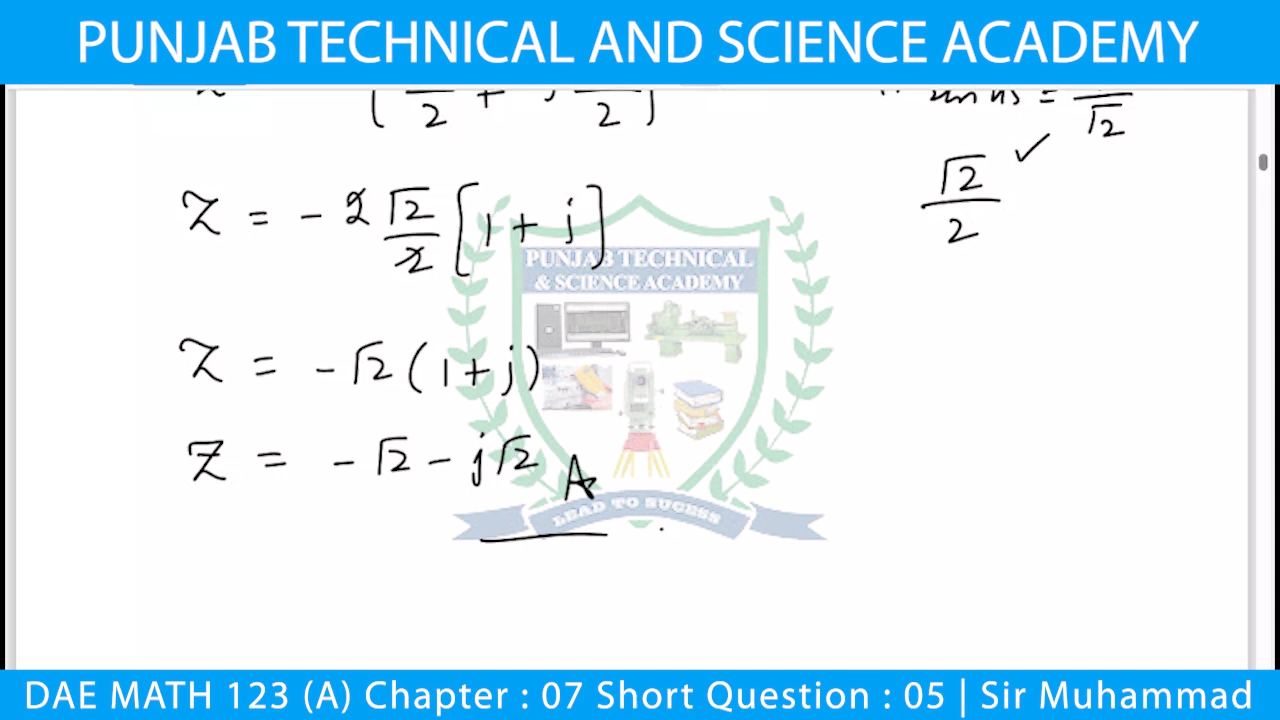 PUNJAB TECHNICAL AND SCIENCE ACADEMY
2 + j 2
√2
√2/2 ✓
Z = - 2 √2/2 [1 + j]
PUNJAB TECHNICAL
& SCIENCE ACADEMY
Z = -√2 (1+j)
Z = -√2 - j√2 A
LEAD TO SUCESS
DAE MATH 123 (A) Chapter : 07 Short Question : 05 | Sir Muhammad